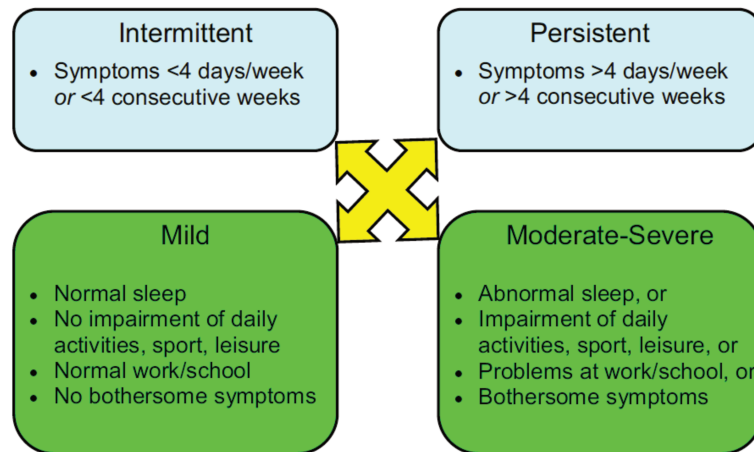 Intermittent
• Symptoms <4 days/week
or <4 consecutive weeks
Persistent
• Symptoms >4 days/week
or >4 consecutive weeks
Mild
• Normal sleep
• No impairment of daily
activities, sport, leisure
• Normal work/school
• No bothersome symptoms
Moderate-Severe
• Abnormal sleep, or
• Impairment of daily
activities, sport, leisure, or
• Problems at work/school, or
• Bothersome symptoms